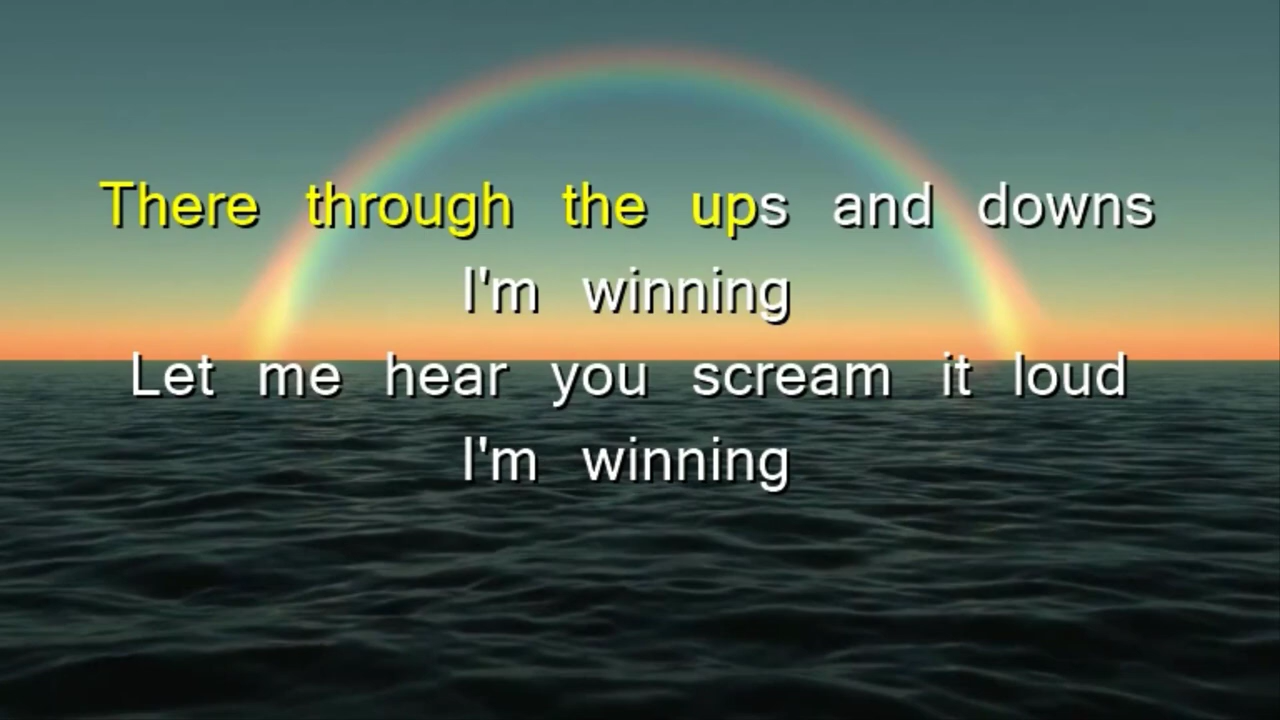 There through the ups and downs
I'm winning
Let me hear you scream it loud
I'm winning